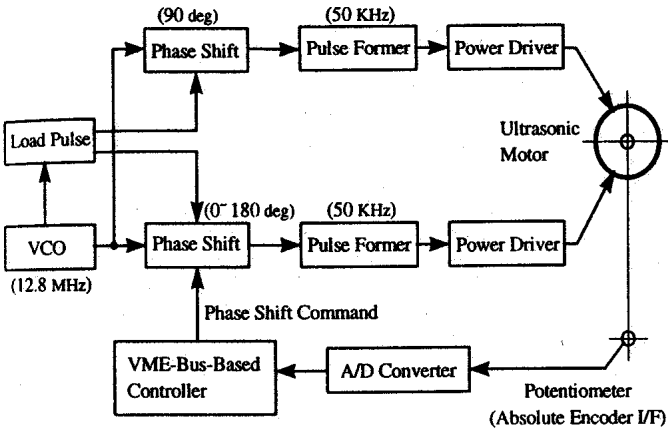 (90 deg)
(50 KHz)
Phase Shift
Pulse Former
Power Driver
Load Pulse
Ultrasonic
Motor
(0~ 180 deg)
(50 KHz)
VCO
Phase Shift
Pulse Former
Power Driver
(12.8 MHz)
Phase Shift Command
VME-Bus-Based
Controller
A/D Converter
Potentiometer
(Absolute Encoder I/F)